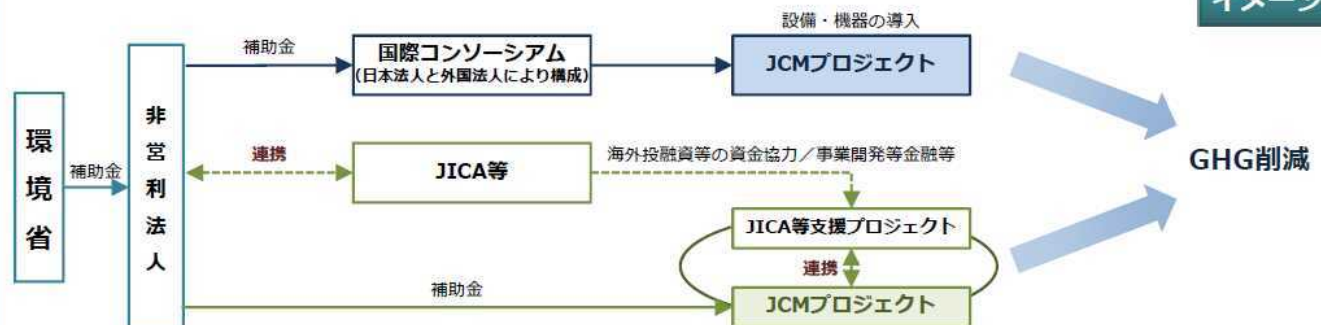 イメージ
設備・機器の導入
補助金
国際コンソーシアム
(日本法人と外国法人により構成)
JCMプロジェクト
環境省
補助金
非営利法人
連携
JICA等
海外投融資等の資金協力／事業開発等金融等
GHG削減
JICA等支援プロジェクト
連携
補助金
JCMプロジェクト